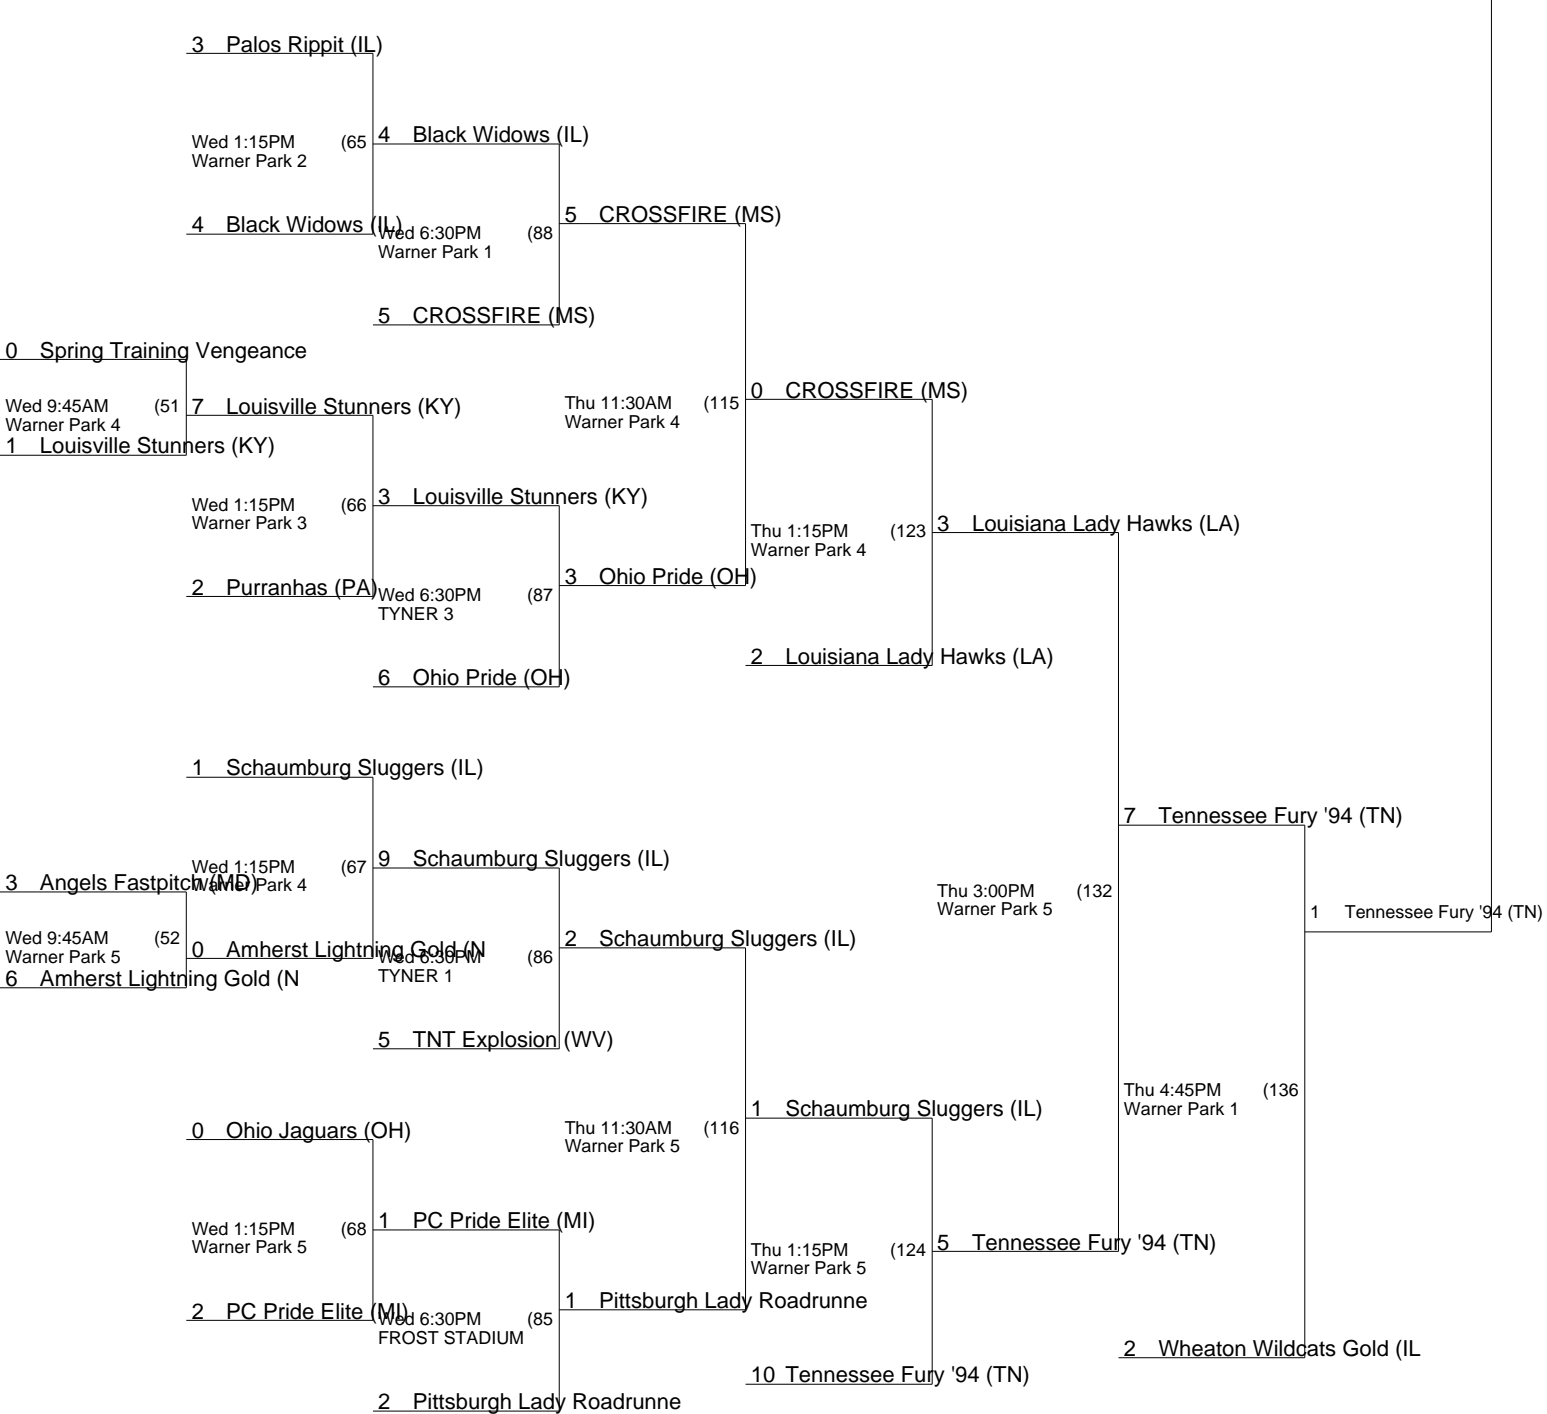 3 Palos Rippit (IL)
Wed 1:15PM (65
Warner Park 2
4 Black Widows (IL)
4 Black Widows (IL)
Wed 6:30PM (88
Warner Park 1
5 CROSSFIRE (MS)
5 CROSSFIRE (MS)
0 Spring Training Vengeance
Wed 9:45AM (51
Warner Park 4
1 Louisville Stunners (KY)
7 Louisville Stunners (KY)
Thu 11:30AM (115
Warner Park 4
0 CROSSFIRE (MS)
Wed 1:15PM (66
Warner Park 3
3 Louisville Stunners (KY)
Thu 1:15PM (123
Warner Park 4
3 Louisiana Lady Hawks (LA)
2 Purranhas (PA)
Wed 6:30PM (87
TYNER 3
3 Ohio Pride (OH)
2 Louisiana Lady Hawks (LA)
6 Ohio Pride (OH)
1 Schaumburg Sluggers (IL)
7 Tennessee Fury '94 (TN)
Wed 1:15PM (67
Warner Park 4
9 Schaumburg Sluggers (IL)
3 Angels Fastpitch (MD)
Thu 3:00PM (132
Warner Park 5
1 Tennessee Fury '94 (TN)
Wed 9:45AM (52
Warner Park 5
0 Amherst Lightning Gold (N
Wed 6:30PM (86
TYNER 1
2 Schaumburg Sluggers (IL)
6 Amherst Lightning Gold (N
5 TNT Explosion (WV)
Thu 4:45PM (136
Warner Park 1
0 Ohio Jaguars (OH)
Thu 11:30AM (116
Warner Park 5
1 Schaumburg Sluggers (IL)
Wed 1:15PM (68
Warner Park 5
1 PC Pride Elite (MI)
Thu 1:15PM (124
Warner Park 5
5 Tennessee Fury '94 (TN)
2 PC Pride Elite (MI)
Wed 6:30PM (85
FROST STADIUM
1 Pittsburgh Lady Roadrunne
2 Wheaton Wildcats Gold (IL
10 Tennessee Fury '94 (TN)
2 Pittsburgh Lady Roadrunne